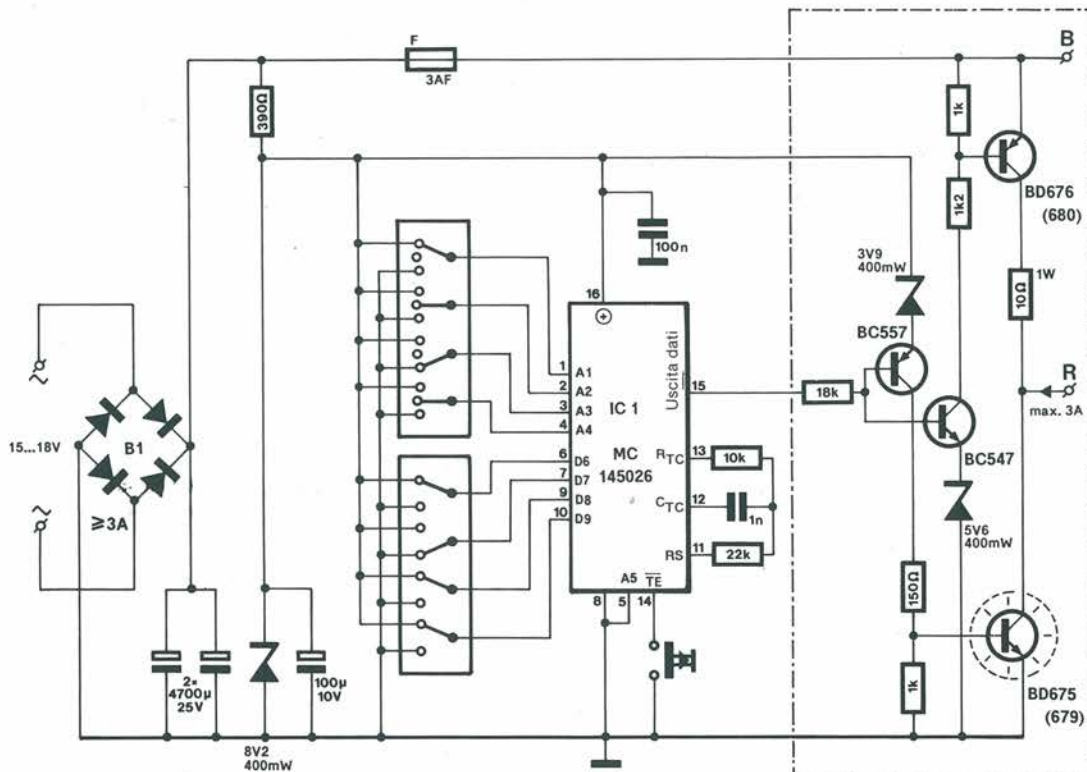 F
3AF
B
390Ω
1k
BD676
(680)
1k2
100n
3V9
400mW
1W
10Ω
16
⊕
BC557
R
max. 3A
1 A1
2 A2
3 A3
4 A4
IC 1
MC
145026
Uscita dati
15
18k
BC547
15...18V
~
~
B1
≥3A
6 D6
7 D7
9 D8
10 D9
RTC 13
10k
CTC 12
1n
RS 11
22k
5V6
400mW
A5 TE
8
5
14
150Ω
1k
BD675
(679)
2×
4700µ
25V
100µ
10V
8V2
400mW